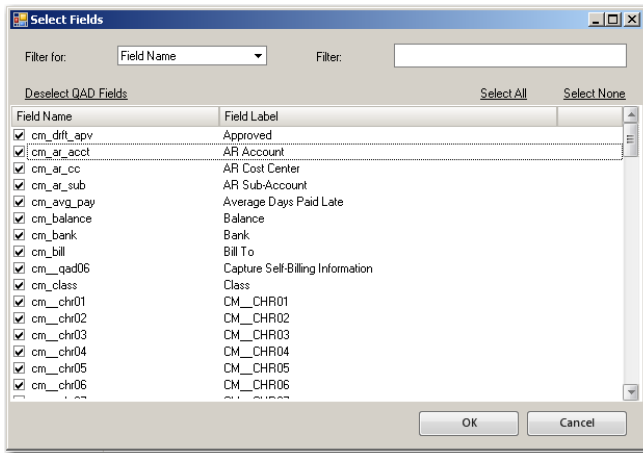 Select Fields
Filter for: Field Name Filter:
Deselect QAD Fields Select All Select None
Field Name Field Label
cm_drft_apv Approved
cm_ar_acct AR Account
cm_ar_cc AR Cost Center
cm_ar_sub AR Sub-Account
cm_avg_pay Average Days Paid Late
cm_balance Balance
cm_bank Bank
cm_bill Bill To
cm__qad06 Capture Self-Billing Information
cm_class Class
cm__chr01 CM__CHR01
cm__chr02 CM__CHR02
cm__chr03 CM__CHR03
cm__chr04 CM__CHR04
cm__chr05 CM__CHR05
cm__chr06 CM__CHR06
OK Cancel